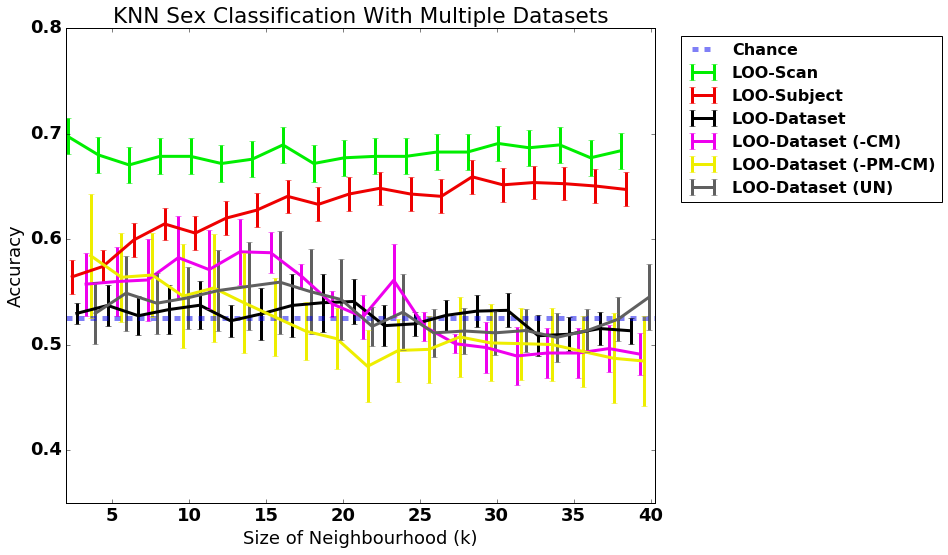 KNN Sex Classification With Multiple Datasets
0.8
0.7
0.6
0.5
0.4
Accuracy
5 10 15 20 25 30 35 40
Size of Neighbourhood (k)
Chance
LOO-Scan
LOO-Subject
LOO-Dataset
LOO-Dataset (-CM)
LOO-Dataset (-PM-CM)
LOO-Dataset (UN)